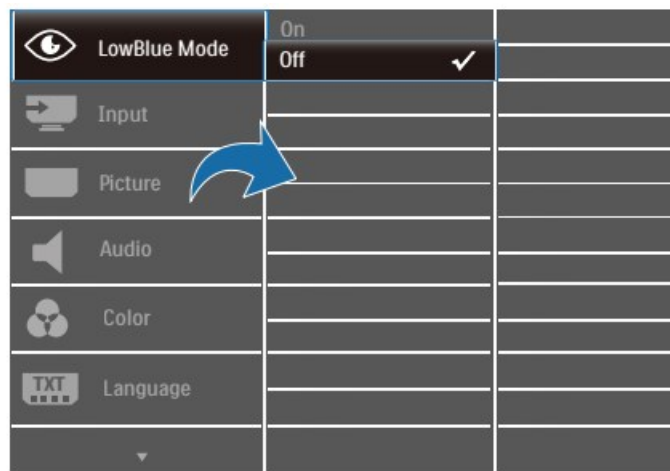 LowBlue Mode
On
Off
Input
Picture
Audio
Color
TXT
Language